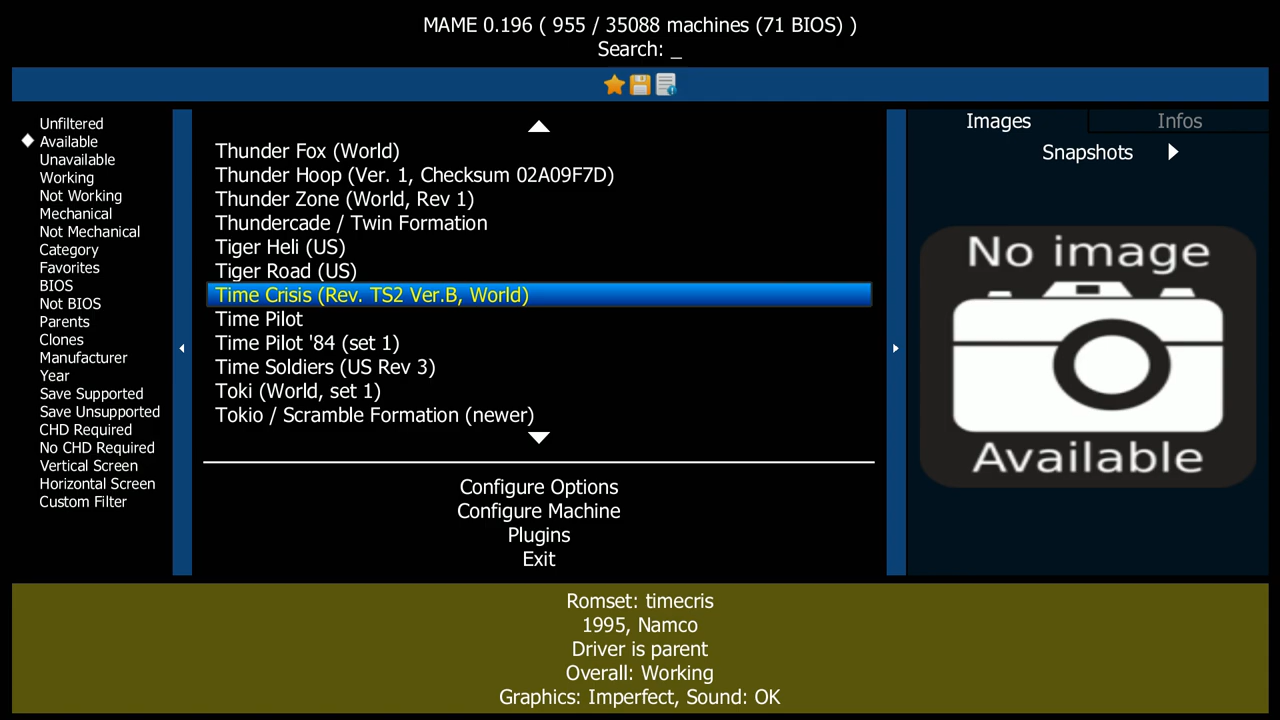 MAME 0.196 ( 955 / 35088 machines (71 BIOS) )
Search: _
Unfiltered
Available
Unavailable
Working
Not Working
Mechanical
Not Mechanical
Category
Favorites
BIOS
Not BIOS
Parents
Clones
Manufacturer
Year
Save Supported
Save Unsupported
CHD Required
No CHD Required
Vertical Screen
Horizontal Screen
Custom Filter
Thunder Fox (World)
Thunder Hoop (Ver. 1, Checksum 02A09F7D)
Thunder Zone (World, Rev 1)
Thundercade / Twin Formation
Tiger Heli (US)
Tiger Road (US)
Time Crisis (Rev. TS2 Ver.B, World)
Time Pilot
Time Pilot '84 (set 1)
Time Soldiers (US Rev 3)
Toki (World, set 1)
Tokio / Scramble Formation (newer)
Configure Options
Configure Machine
Plugins
Exit
Images
Infos
Snapshots
No image
Available
Romset: timecris
1995, Namco
Driver is parent
Overall: Working
Graphics: Imperfect, Sound: OK